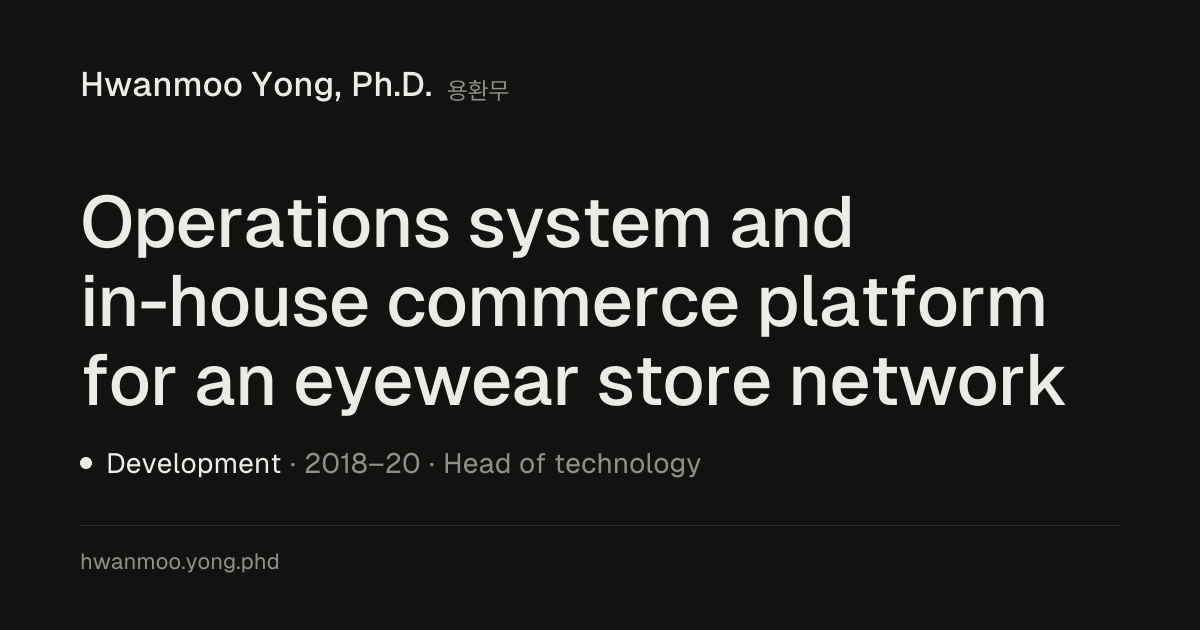 Hwanmoo Yong, Ph.D. 용환무
Operations system and
in-house commerce platform
for an eyewear store network
Development · 2018–20 · Head of technology
hwanmoo.yong.phd